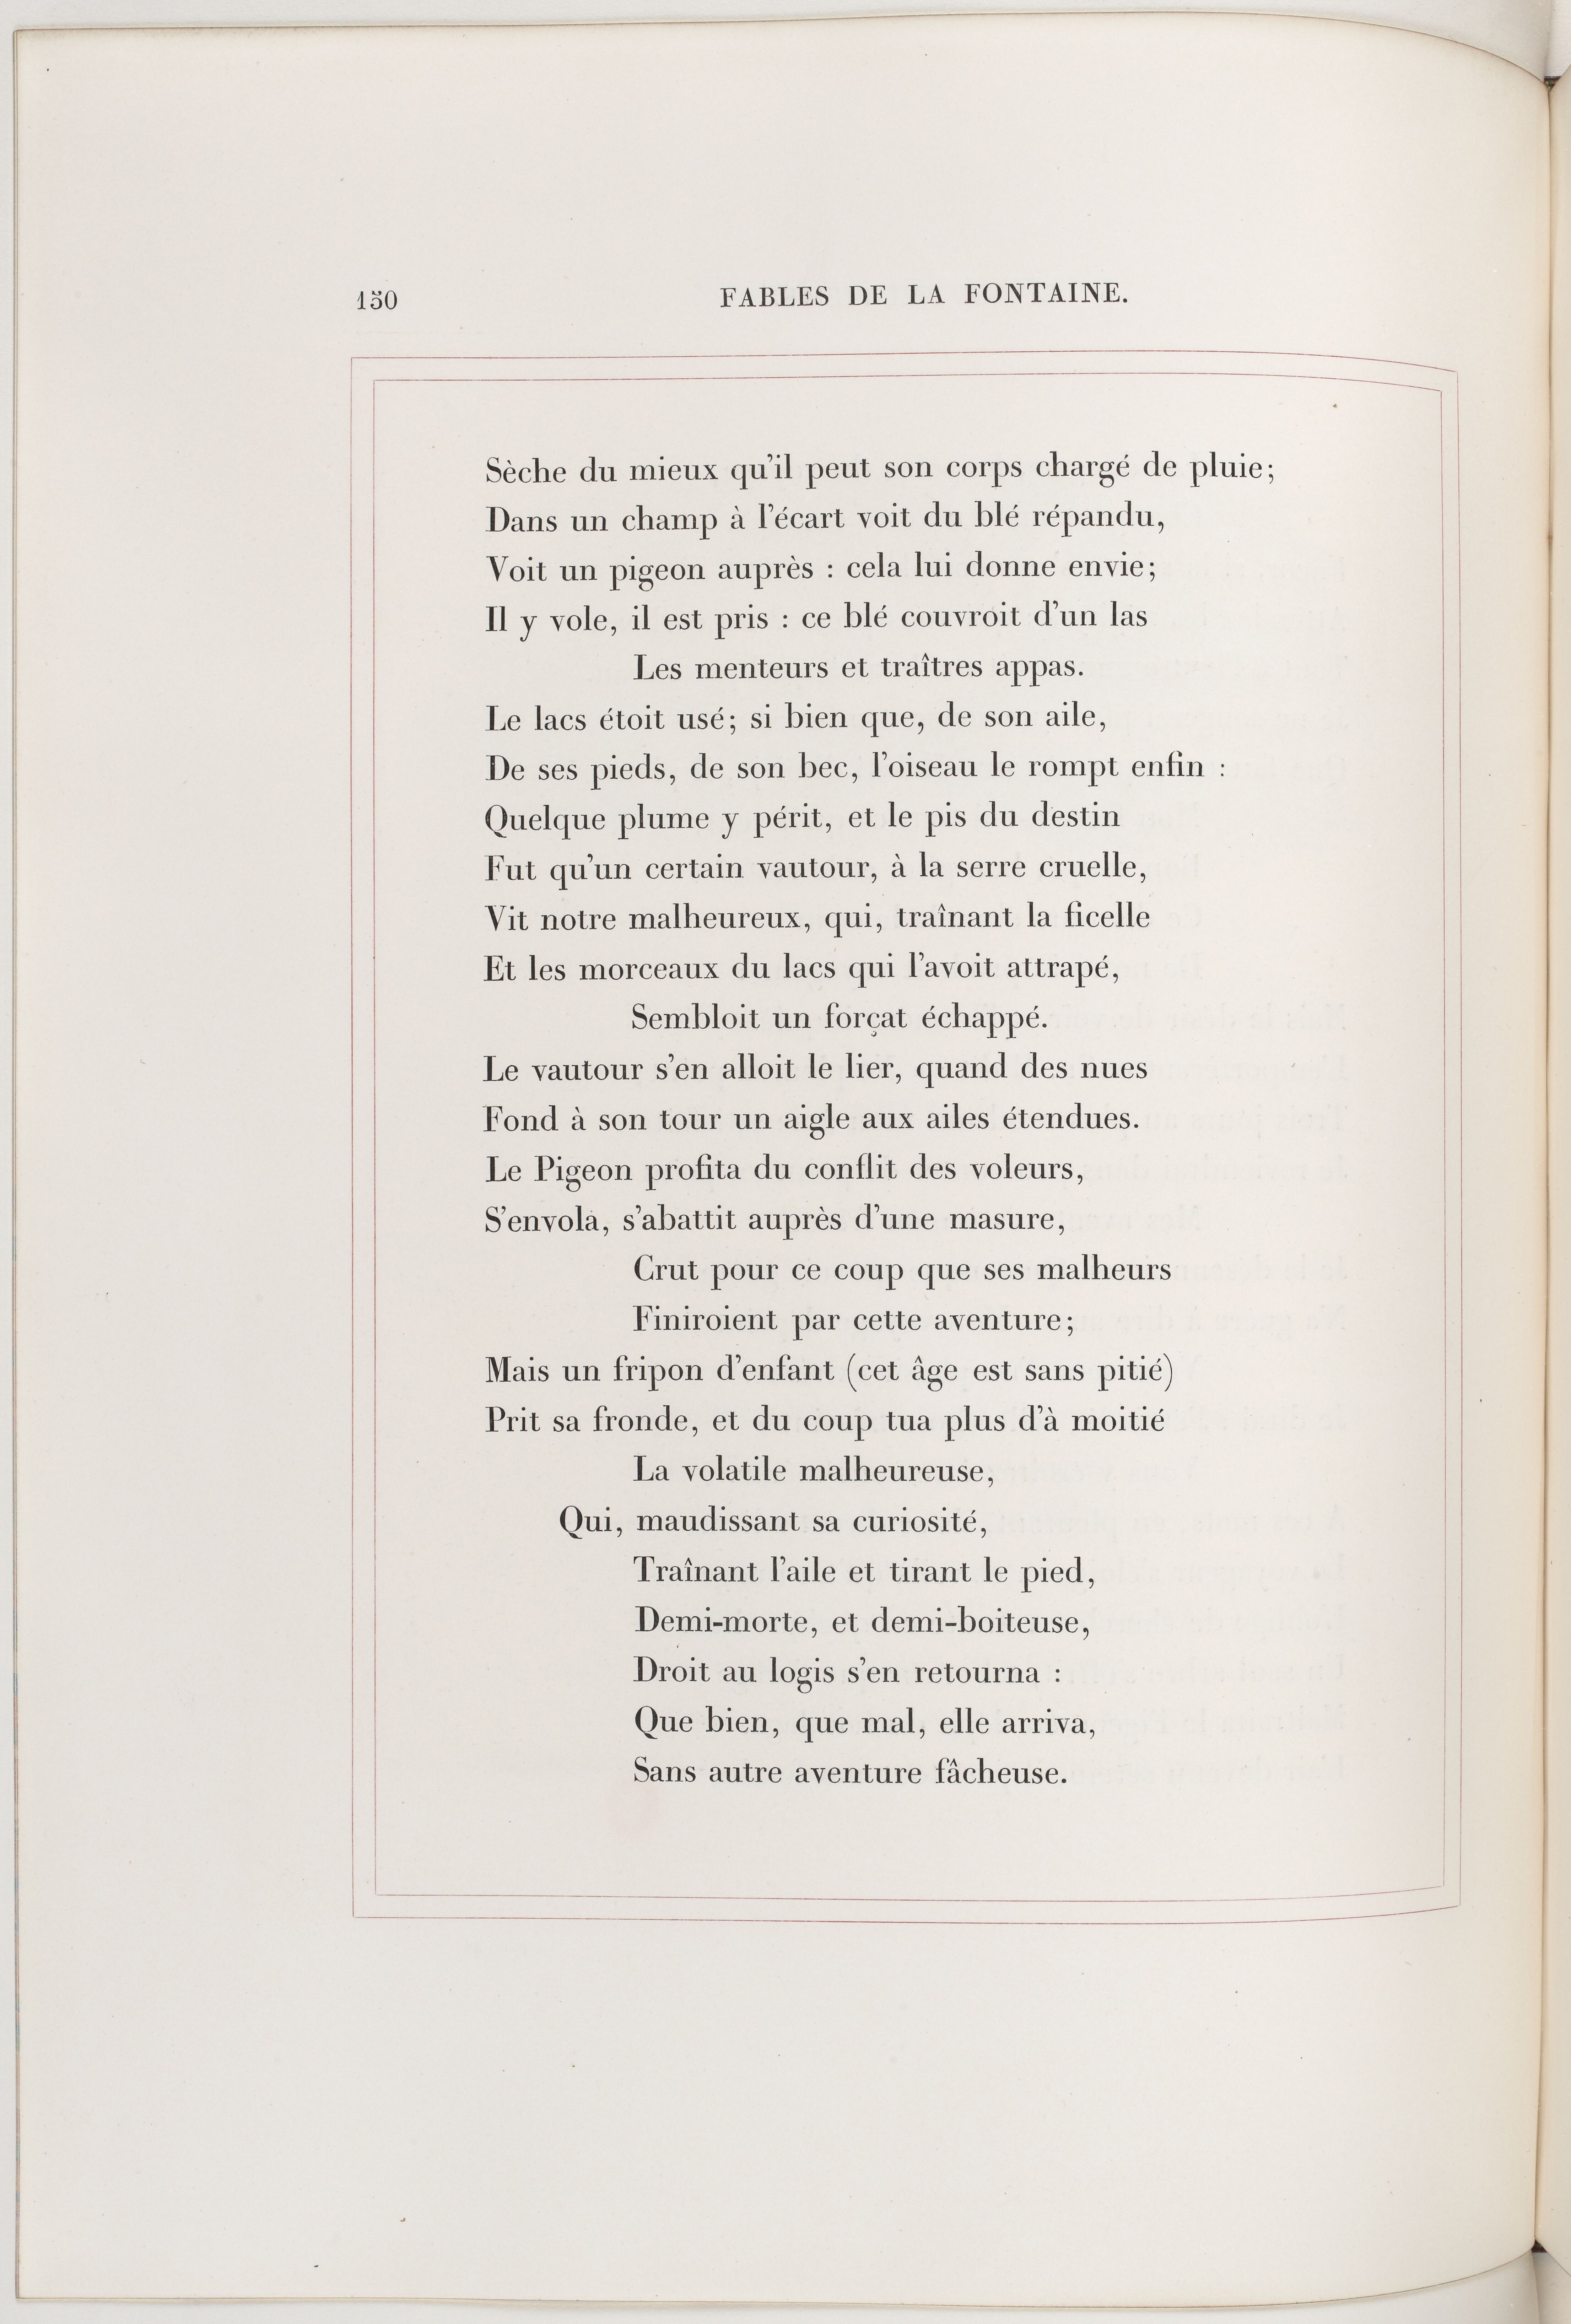 150
FABLES DE LA FONTAINE.
Sèche du mieux qu'il peut son corps chargé de pluie;
Dans un champ à l'écart voit du blé répandu,
Voit un pigeon auprès : cela lui donne envie;
Il y vole, il est pris : ce blé couvroit d'un las
Les menteurs et traîtres appas.
Le lacs étoit usé; si bien que, de son aile,
De ses pieds, de son bec, l'oiseau le rompt enfin :
Quelque plume y périt, et le pis du destin
Fut qu'un certain vautour, à la serre cruelle,
Vit notre malheureux, qui, traînant la ficelle
Et les morceaux du lacs qui l'avoit attrapé,
Sembloit un forçat échappé.
Le vautour s'en alloit le lier, quand des nues
Fond à son tour un aigle aux ailes étendues.
Le Pigeon profita du conflit des voleurs,
S'envola, s'abattit auprès d'une masure,
Crut pour ce coup que ses malheurs
Finiroient par cette aventure;
Mais un fripon d'enfant (cet âge est sans pitié)
Prit sa fronde, et du coup tua plus d'à moitié
La volatile malheureuse,
Qui, maudissant sa curiosité,
Traînant l'aile et tirant le pied,
Demi-morte, et demi-boiteuse,
Droit au logis s'en retourna :
Que bien, que mal, elle arriva,
Sans autre aventure fâcheuse.